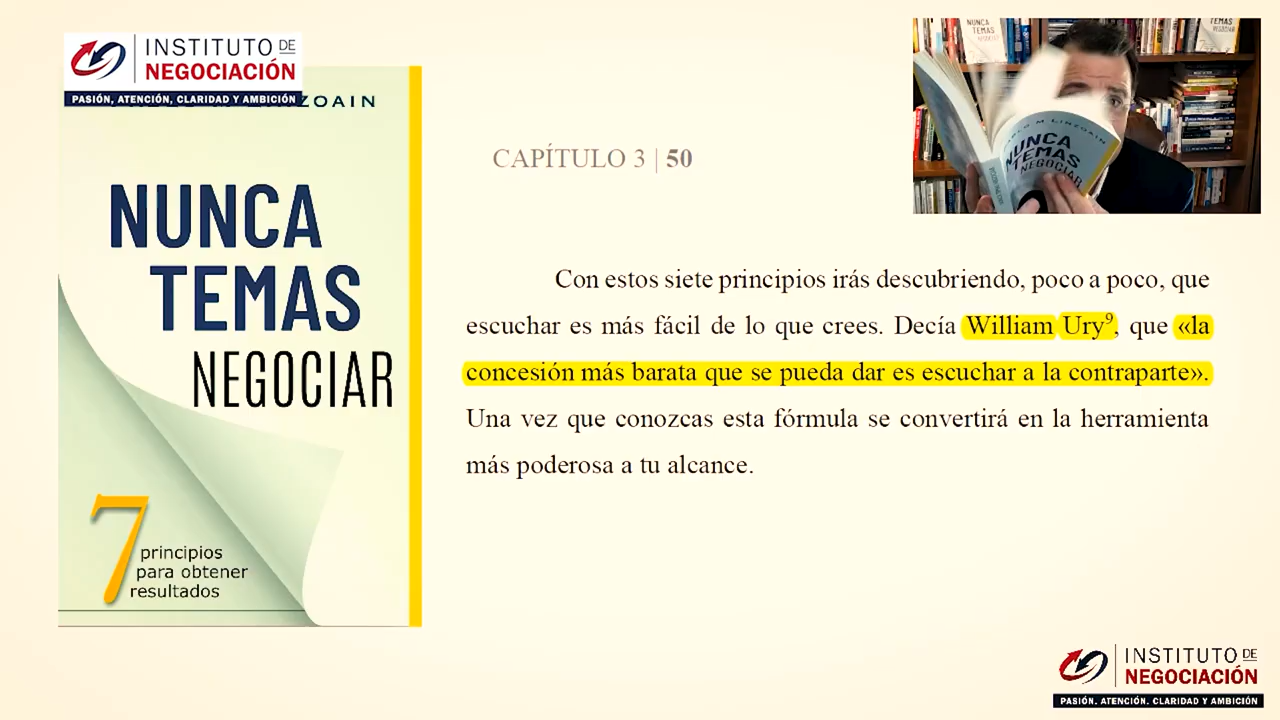 INSTITUTO DE
NEGOCIACIÓN
PASIÓN, ATENCIÓN, CLARIDAD Y AMBICIÓN
NUNCA
TEMAS
NEGOCIAR
7
principios
para obtener
resultados
CAPÍTULO 3 | 50
Con estos siete principios irás descubriendo, poco a poco, que
escuchar es más fácil de lo que crees. Decía William Ury9, que «la
concesión más barata que se pueda dar es escuchar a la contraparte».
Una vez que conozcas esta fórmula se convertirá en la herramienta
más poderosa a tu alcance.
NUNCA
TEMAS
M LINZOAIN
NUNCA
TEMAS
NEGOCIAR
INSTITUTO DE
NEGOCIACIÓN
PASIÓN, ATENCIÓN, CLARIDAD Y AMBICIÓN